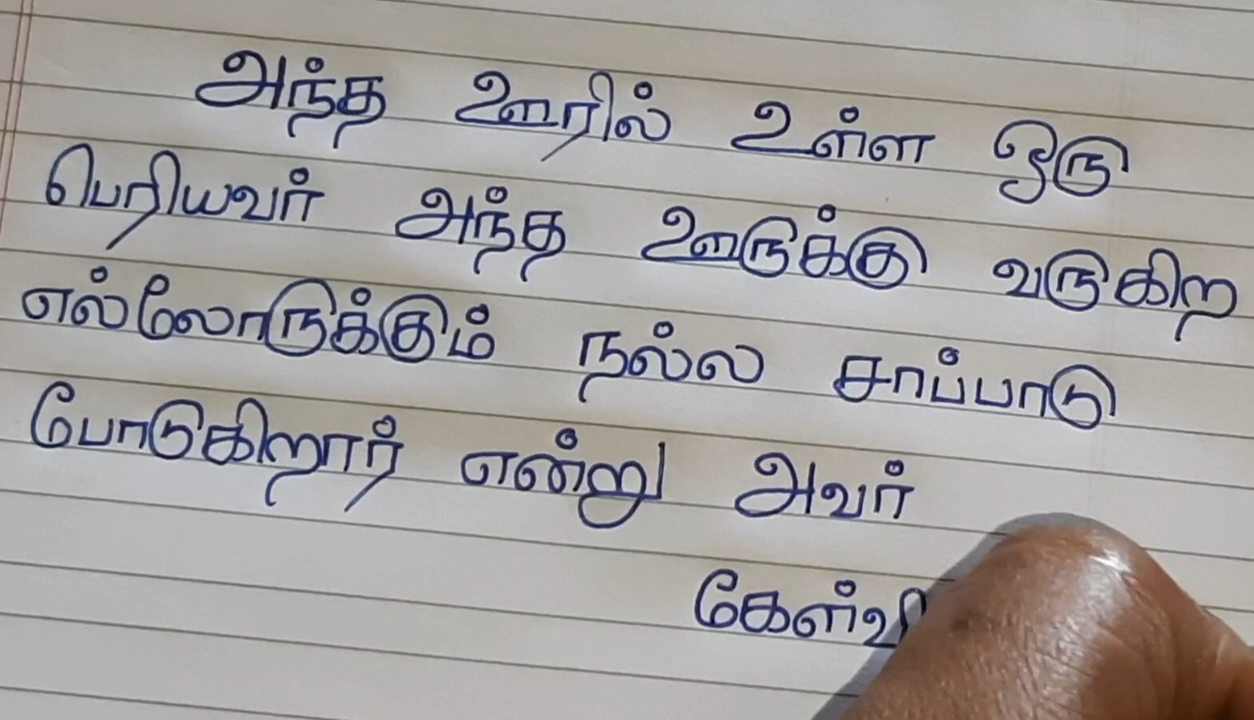 அந்த ஊரில் உள்ள ஒரு
பெரியவர் அந்த ஊருக்கு வருகிற
எல்லோருக்கும் நல்ல சாப்பாடு
போடுகிறார் என்று அவர்